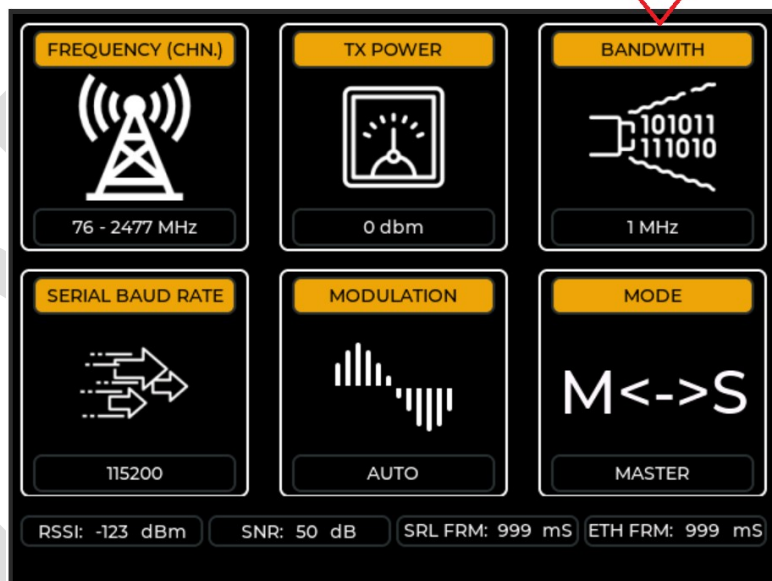 FREQUENCY (CHN.)
TX POWER
BANDWITH
101011
111010
76 - 2477 MHz
0 dbm
1 MHz
SERIAL BAUD RATE
MODULATION
MODE
M<->S
115200
AUTO
MASTER
RSSI: -123 dBm
SNR: 50 dB
SRL FRM: 999 mS
ETH FRM: 999 mS